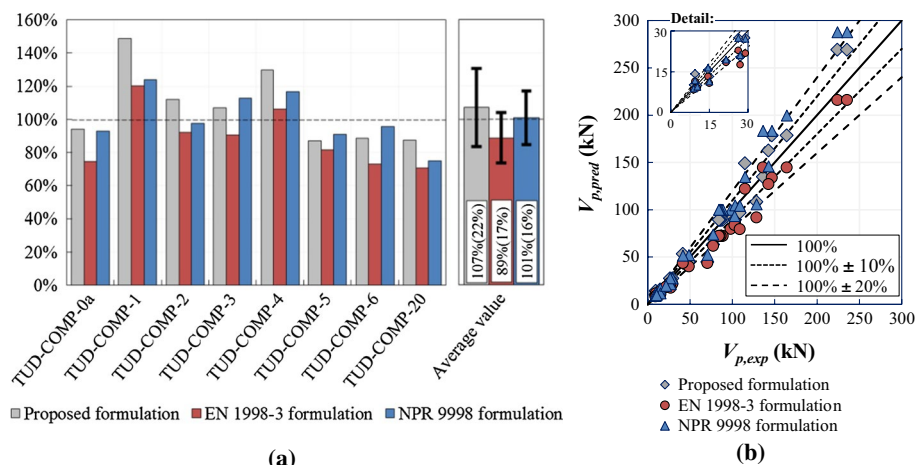 160%
140%
120%
100%
80%
60%
40%
20%
0%
107%(22%)
89%(17%)
101%(16%)
TUD-COMP-0a
TUD-COMP-1
TUD-COMP-2
TUD-COMP-3
TUD-COMP-4
TUD-COMP-5
TUD-COMP-6
TUD-COMP-20
Average value
Proposed formulation EN 1998-3 formulation NPR 9998 formulation
(a)
Detail:
30
15
0
0 15 30
300
250
200
150
100
50
0
V_{p,pred} (kN)
100%
100% ± 10%
100% ± 20%
0 50 100 150 200 250 300
V_{p,exp} (kN)
Proposed formulation
EN 1998-3 formulation
NPR 9998 formulation
(b)